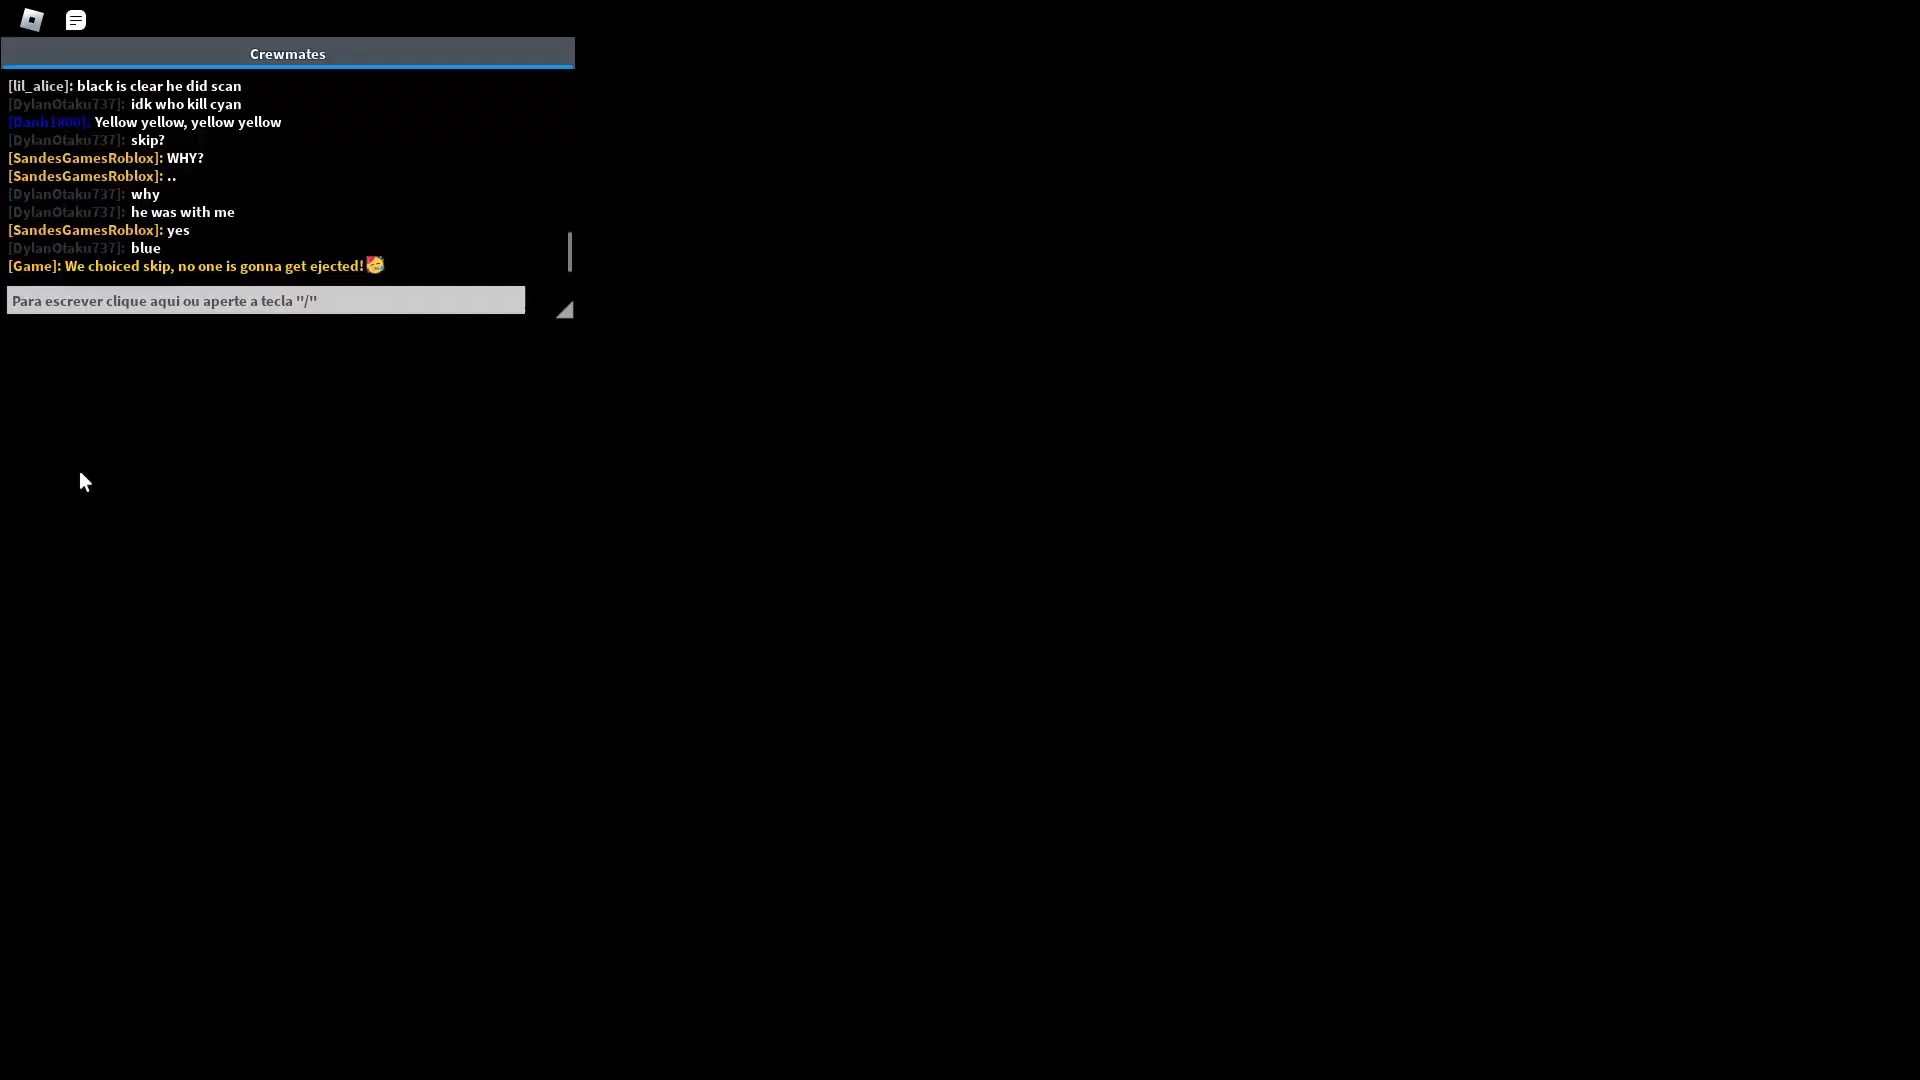 Crewmates
[lil_alice]: black is clear he did scan
[DylanOtaku737]: idk who kill cyan
[Danh1800]: Yellow yellow, yellow yellow
[DylanOtaku737]: skip?
[SandesGamesRoblox]: WHY?
[SandesGamesRoblox]: ..
[DylanOtaku737]: why
[DylanOtaku737]: he was with me
[SandesGamesRoblox]: yes
[DylanOtaku737]: blue
[Game]: We choiced skip, no one is gonna get ejected!🥳
Para escrever clique aqui ou aperte a tecla "/"